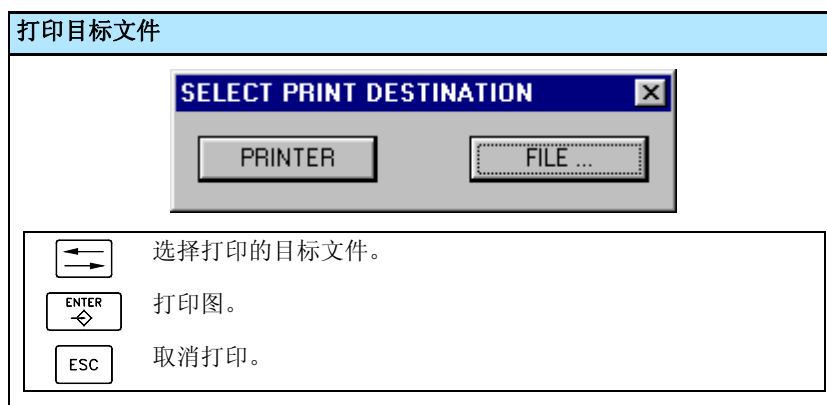 打印目标文件
SELECT PRINT DESTINATION
PRINTER FILE ...
选择打印的目标文件。
ENTER 打印图。
ESC 取消打印。